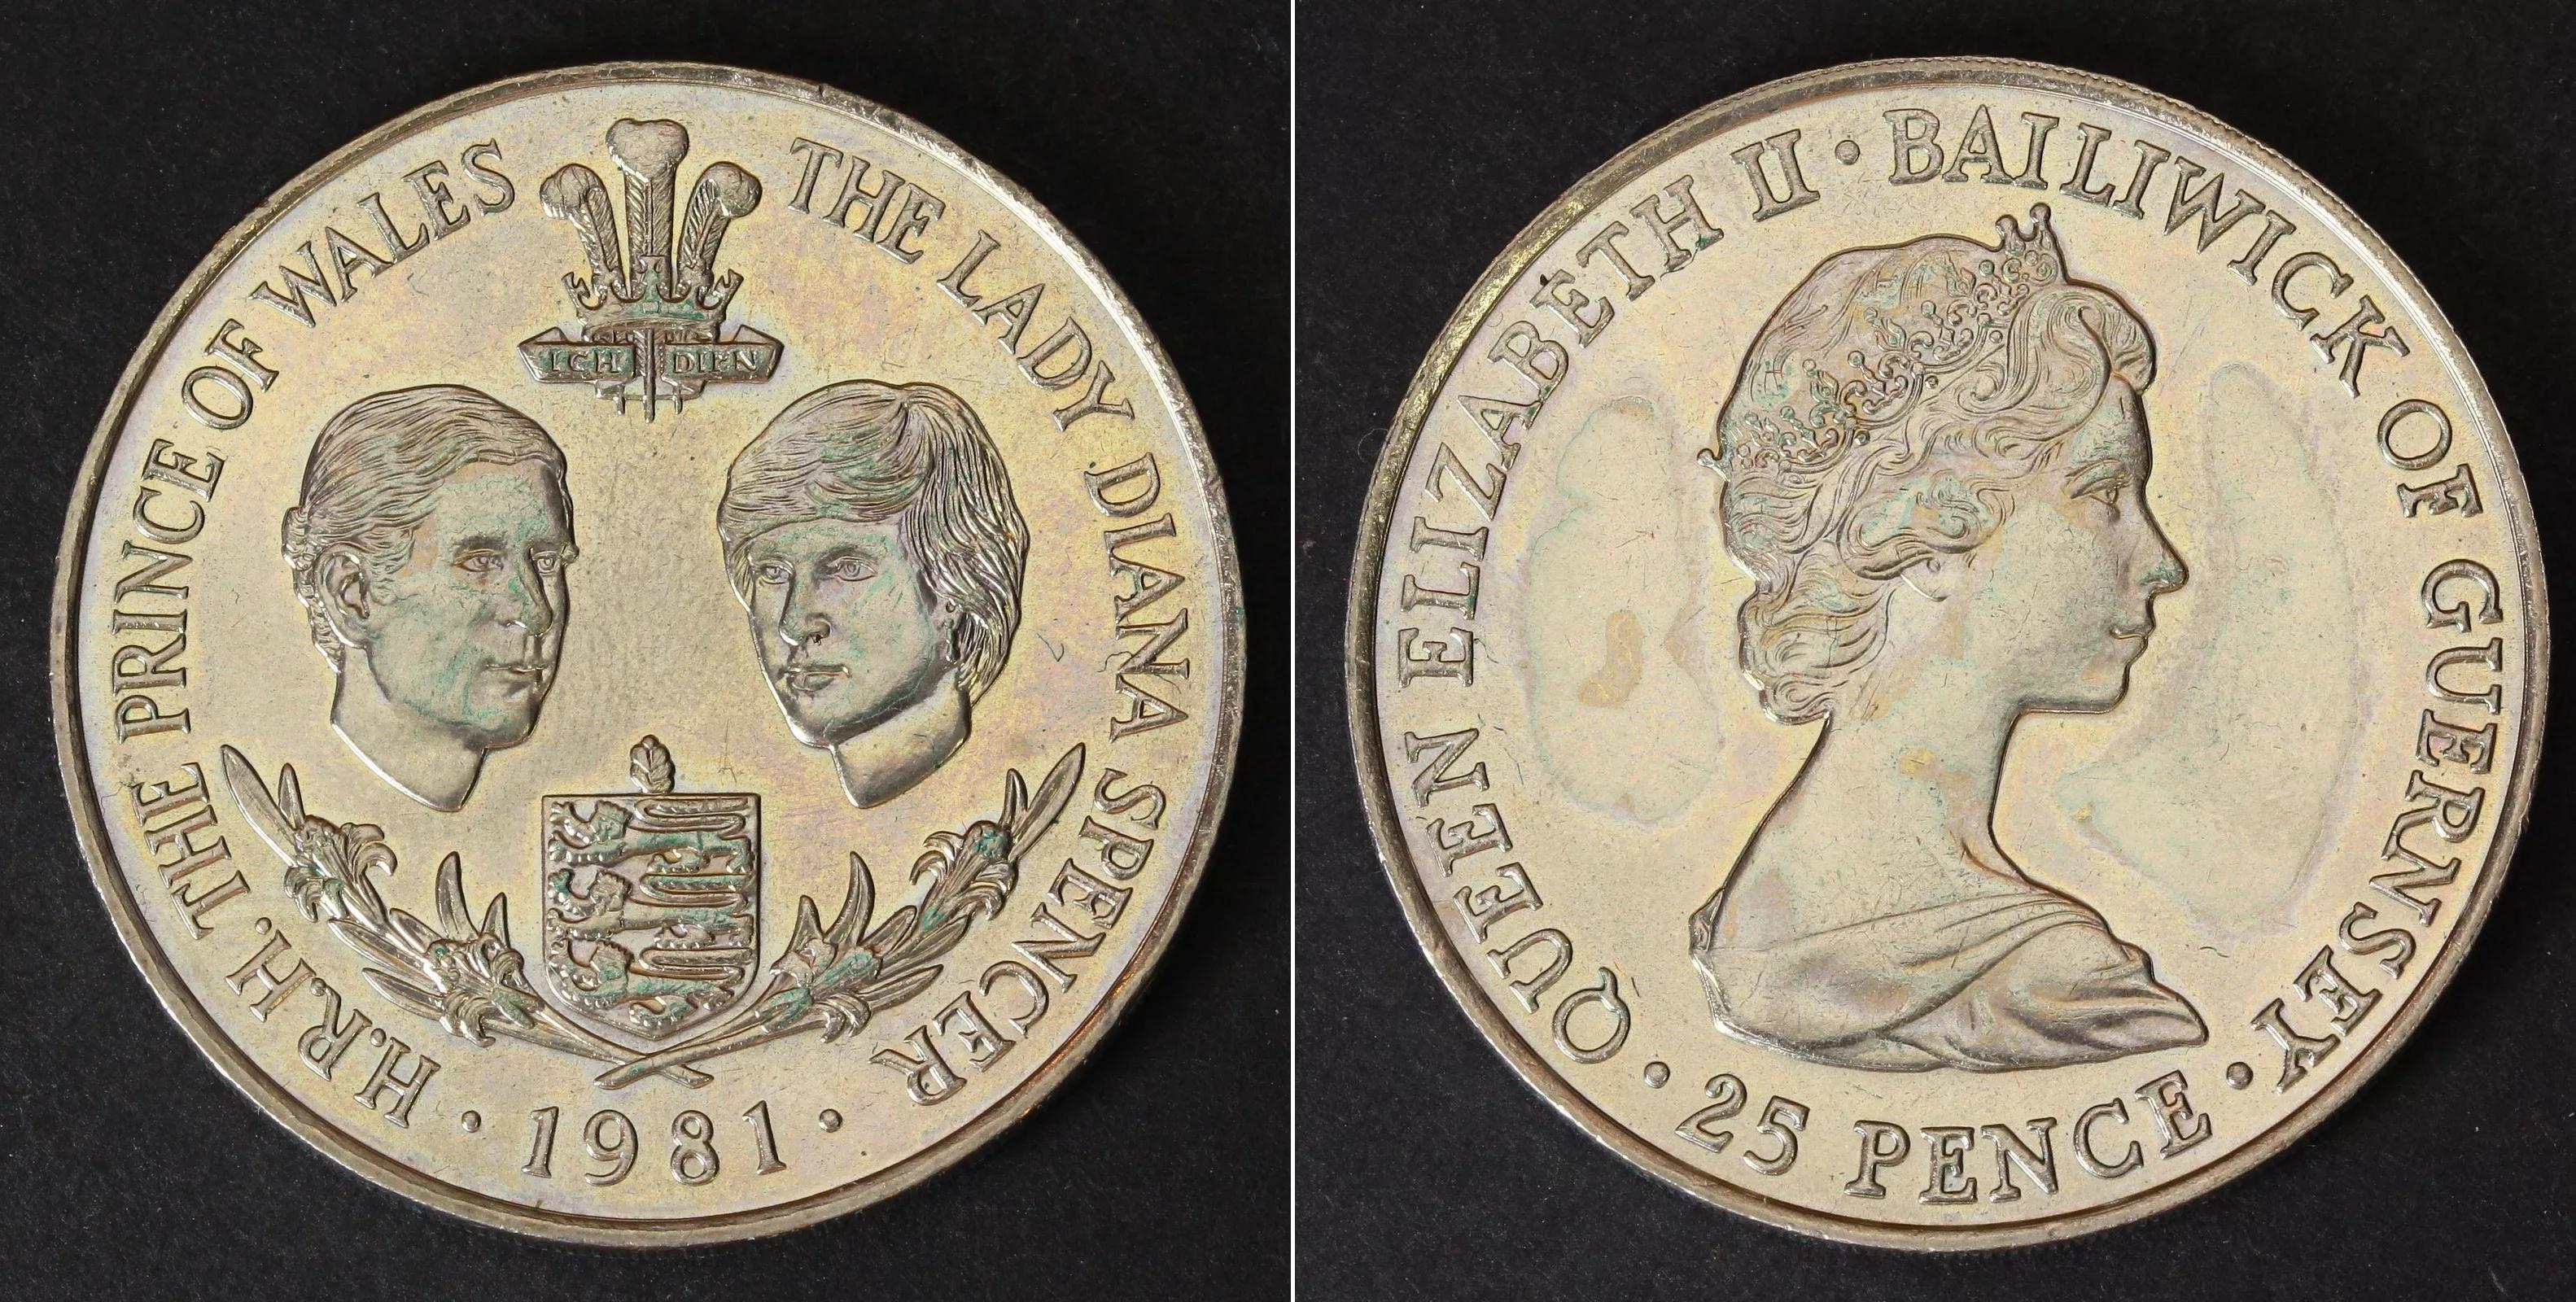 H.R.H. THE PRINCE OF WALES
THE LADY DIANA SPENCER
ICH DIEN
· 1981 ·
QUEEN ELIZABETH II · BAILIWICK OF GUERNSEY
· 25 PENCE ·